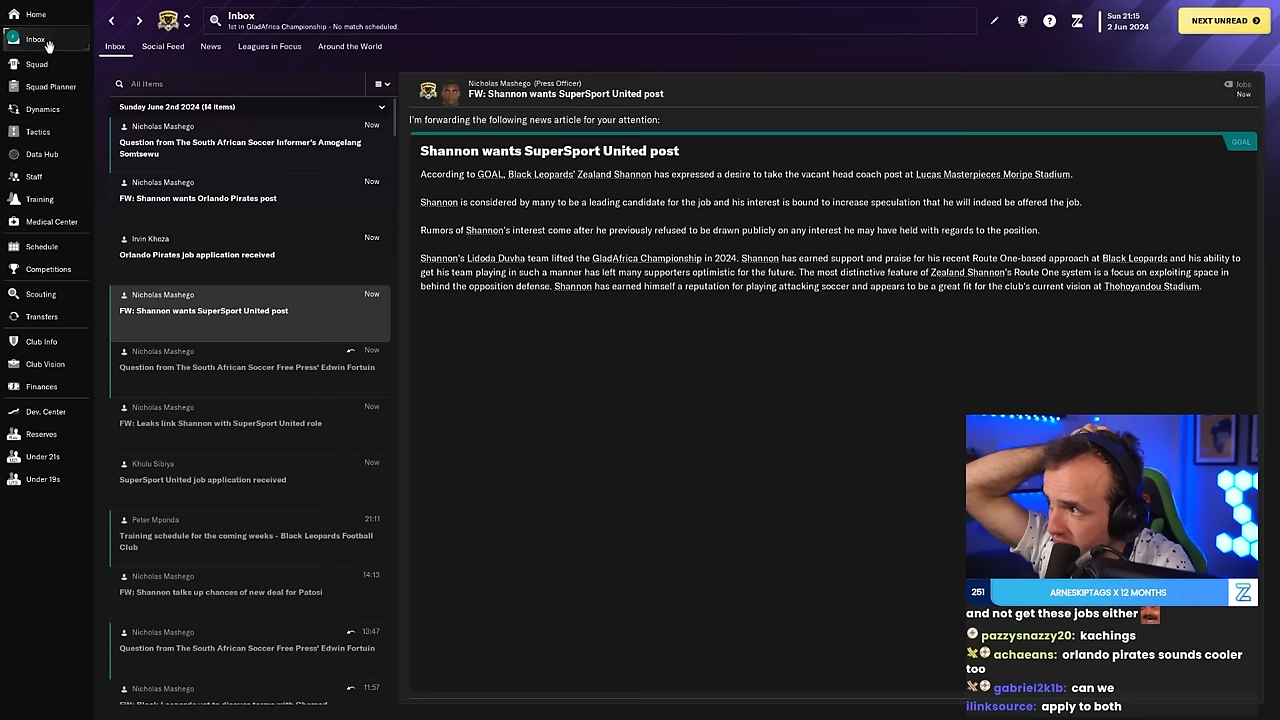 Home
Inbox
Squad
Squad Planner
Dynamics
Tactics
Data Hub
Staff
Training
Medical Center
Schedule
Competitions
Scouting
Transfers
Club Info
Club Vision
Finances
Dev. Center
Reserves
Under 21s
Under 19s
Inbox
1st in GladAfrica Championship - No match scheduled.
Sun 21:15
2 Jun 2024
NEXT UNREAD
Inbox
Social Feed
News
Leagues in Focus
Around the World
All Items
Sunday June 2nd 2024 (14 items)
Nicholas Mashego
Now
Question from The South African Soccer Informer's Amogelang
Somtsewu
Nicholas Mashego
Now
FW: Shannon wants Orlando Pirates post
Irvin Khoza
Now
Orlando Pirates job application received
Nicholas Mashego
Now
FW: Shannon wants SuperSport United post
Nicholas Mashego
Now
Question from The South African Soccer Free Press' Edwin Fortuin
Nicholas Mashego
Now
FW: Leaks link Shannon with SuperSport United role
Khulu Sibiya
Now
SuperSport United job application received
Peter Mponda
21:11
Training schedule for the coming weeks - Black Leopards Football
Club
Nicholas Mashego
14:13
FW: Shannon talks up chances of new deal for Patosi
Nicholas Mashego
13:47
Question from The South African Soccer Free Press' Edwin Fortuin
Nicholas Mashego
11:57
Nicholas Mashego (Press Officer)
FW: Shannon wants SuperSport United post
Jobs
Now
I'm forwarding the following news article for your attention:
GOAL
Shannon wants SuperSport United post
According to GOAL, Black Leopards' Zealand Shannon has expressed a desire to take the vacant head coach post at Lucas Masterpieces Moripe Stadium.
Shannon is considered by many to be a leading candidate for the job and his interest is bound to increase speculation that he will indeed be offered the job.
Rumors of Shannon's interest come after he previously refused to be drawn publicly on any interest he may have held with regards to the position.
Shannon's Lidoda Duvha team lifted the GladAfrica Championship in 2024. Shannon has earned support and praise for his recent Route One-based approach at Black Leopards and his ability to
get his team playing in such a manner has left many supporters optimistic for the future. The most distinctive feature of Zealand Shannon's Route One system is a focus on exploiting space in
behind the opposition defense. Shannon has earned himself a reputation for playing attacking soccer and appears to be a great fit for the club's current vision at Thohoyandou Stadium.
251
ARNESKIPTAGS X 12 MONTHS
and not get these jobs either
pazzysnazzy20: kachings
achaeans: orlando pirates sounds cooler
too
gabriel2k1b: can we
ilinksource: apply to both